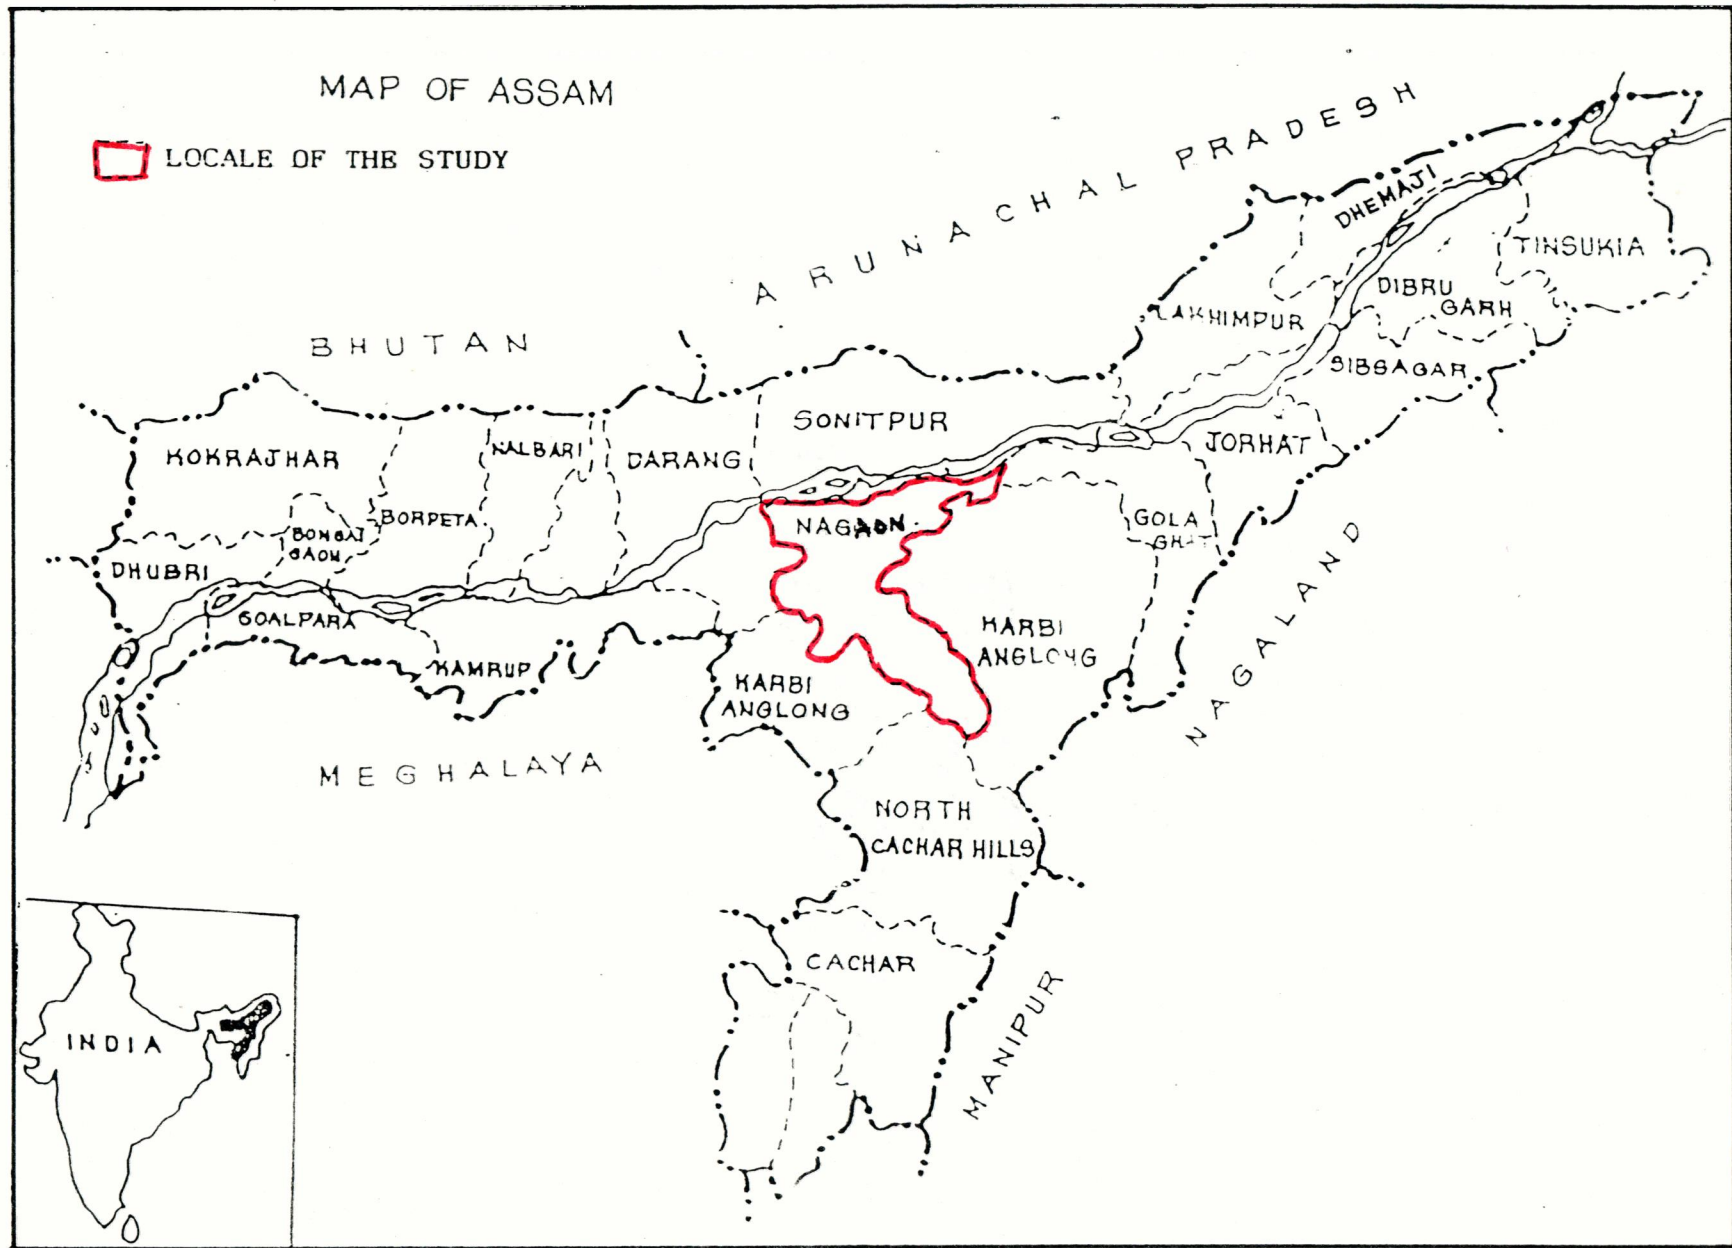 MAP OF ASSAM
LOCALE OF THE STUDY
ARUNACHAL PRADESH
BHUTAN
DHEMAJI
TINSUKIA
DIBRU
GARH
LAKHIMPUR
SIBSAGAR
SONITPUR
JORHAT
KOKRAJHAR
NALBARI
DARANG
BORPETA
BONGAI
GAON
NAGAON
GOLA
GHAT
DHUBRI
GOALPARA
KAMRUP
KARBI
ANGLONG
KARBI
ANGLONG
NAGALAND
MEGHALAYA
NORTH
CACHAR HILLS
CACHAR
MANIPUR
INDIA